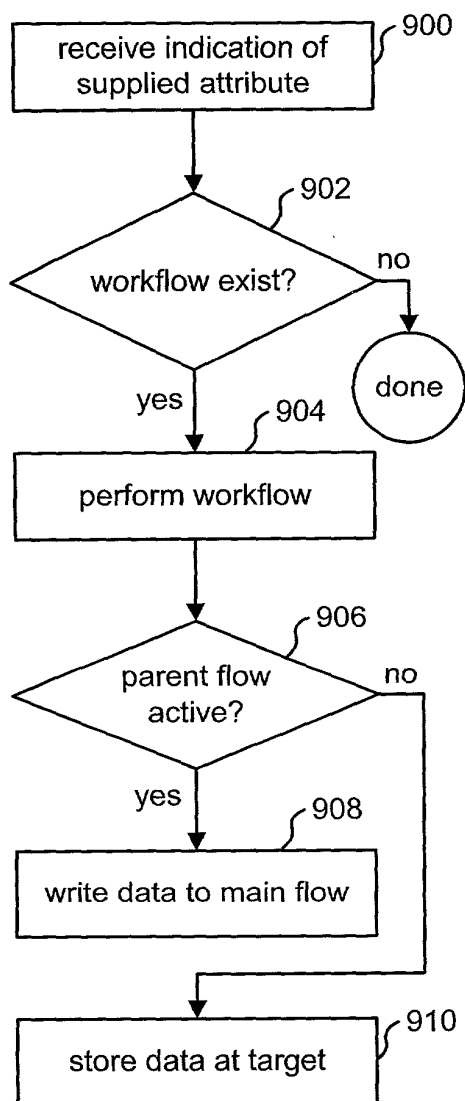 900
receive indication of
supplied attribute
902
workflow exist?
no
done
yes
904
perform workflow
906
parent flow
active?
no
yes
908
write data to main flow
910
store data at target